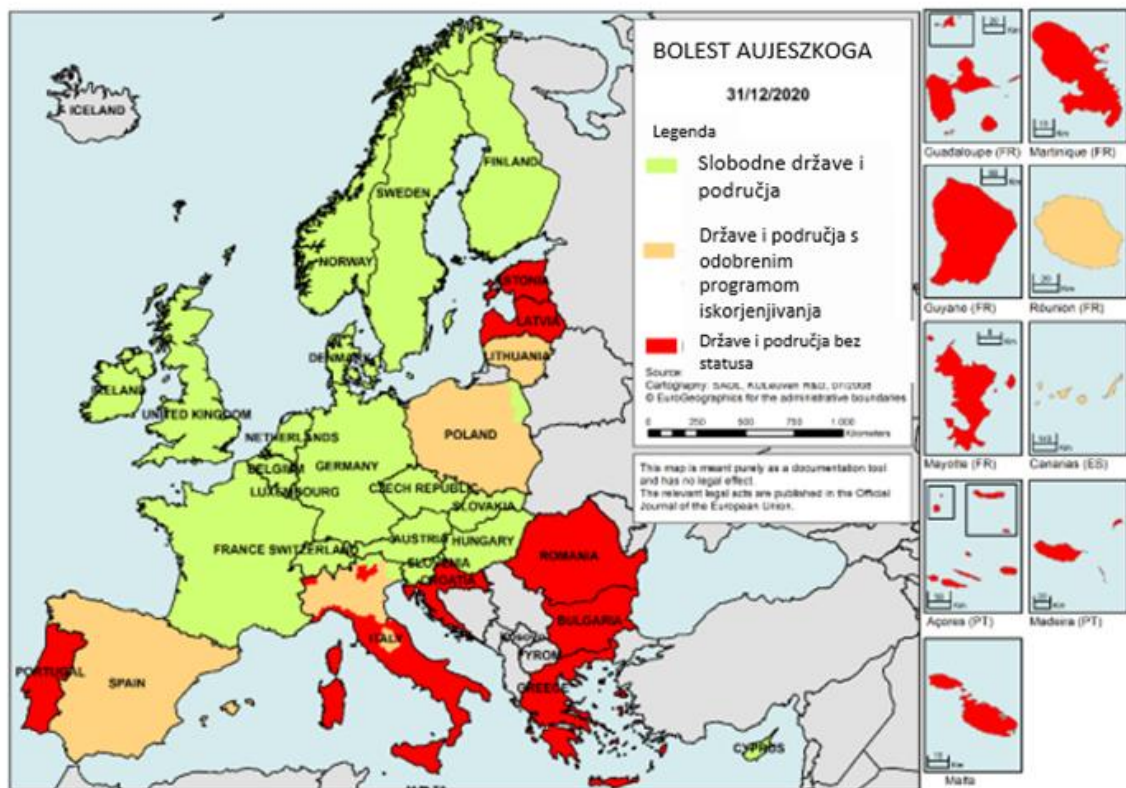 BOLEST AUJESZKOGA
31/12/2020
Legenda
Slobodne države i
područja
Države i područja s
odobrenim
programom
iskorjenjivanja
Države i područja bez
statusa
Source
Cartography: SADL, KULeuven R&D, 07/2008
© EuroGeographics for the administrative boundaries
0 250 500 750 1.000
Kilometers
This map is meant purely as a documentation tool
and has no legal effect.
The relevant legal acts are published in the Official
Journal of the European Union.
ICELAND
FINLAND
SWEDEN
NORWAY
ESTONIA
LATVIA
LITHUANIA
DENMARK
IRELAND
UNITED KINGDOM
NETHERLANDS
POLAND
BELGIUM
GERMANY
LUXEMBOURG
CZECH REPUBLIC
SLOVAKIA
AUSTRIA
HUNGARY
FRANCE
SWITZERLAND
SLOVENIA
ROMANIA
CROATIA
BULGARIA
ITALY
Kosovo
FYROM
GREECE
PORTUGAL
SPAIN
CYPRUS
Guadaloupe (FR)
Martinique (FR)
Guyane (FR)
Réunion (FR)
Mayotte (FR)
Canarias (ES)
Açores (PT)
Madeira (PT)
Malta